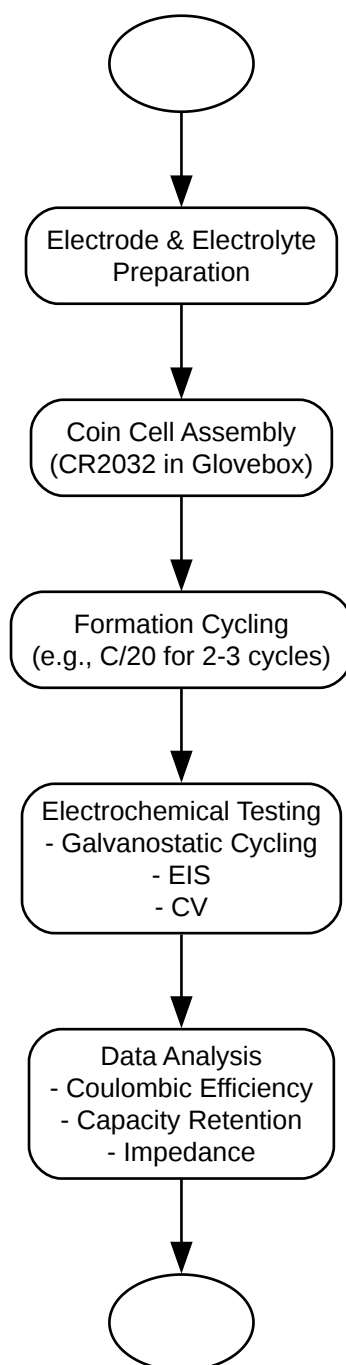 Electrode & Electrolyte
Preparation
Coin Cell Assembly
(CR2032 in Glovebox)
Formation Cycling
(e.g., C/20 for 2-3 cycles)
Electrochemical Testing
- Galvanostatic Cycling
- EIS
- CV
Data Analysis
- Coulombic Efficiency
- Capacity Retention
- Impedance